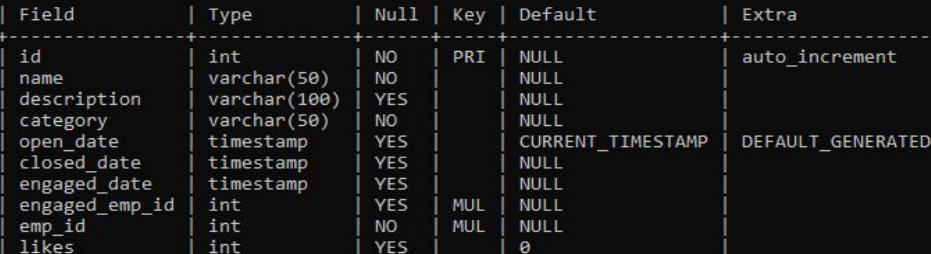 | Field | Type | Null | Key | Default | Extra
+----------------+--------------+------+-----+-------------------+------------------
| id | int | NO | PRI | NULL | auto_increment
| name | varchar(50) | NO | | NULL |
| description | varchar(100) | YES | | NULL |
| category | varchar(50) | NO | | NULL |
| open_date | timestamp | YES | | CURRENT_TIMESTAMP | DEFAULT_GENERATED
| closed_date | timestamp | YES | | NULL |
| engaged_date | timestamp | YES | | NULL |
| engaged_emp_id | int | YES | MUL | NULL |
| emp_id | int | NO | MUL | NULL |
| likes | int | YES | | 0 |